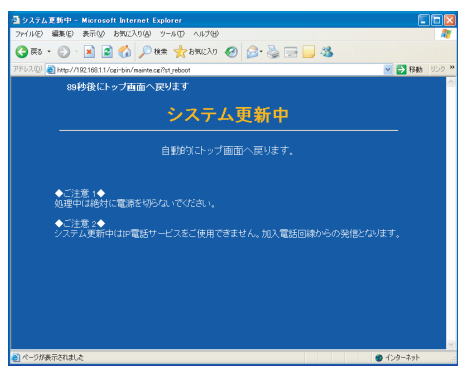 システム更新中 - Microsoft Internet Explorer
ファイル(F) 編集(E) 表示(V) お気に入り(A) ツール(T) ヘルプ(H)
戻る 検索 お気に入り
アドレス(D) http://192.168.1.1/cgi-bin/mainte.cgi?st_reboot 移動 リンク »
89秒後にトップ画面へ戻ります
システム更新中
自動的にトップ画面へ戻ります。
◆ご注意 1◆
処理中は絶対に電源を切らないでください。
◆ご注意 2◆
システム更新中はIP電話サービスをご使用できません。加入電話回線からの発信となります。
ページが表示されました インターネット